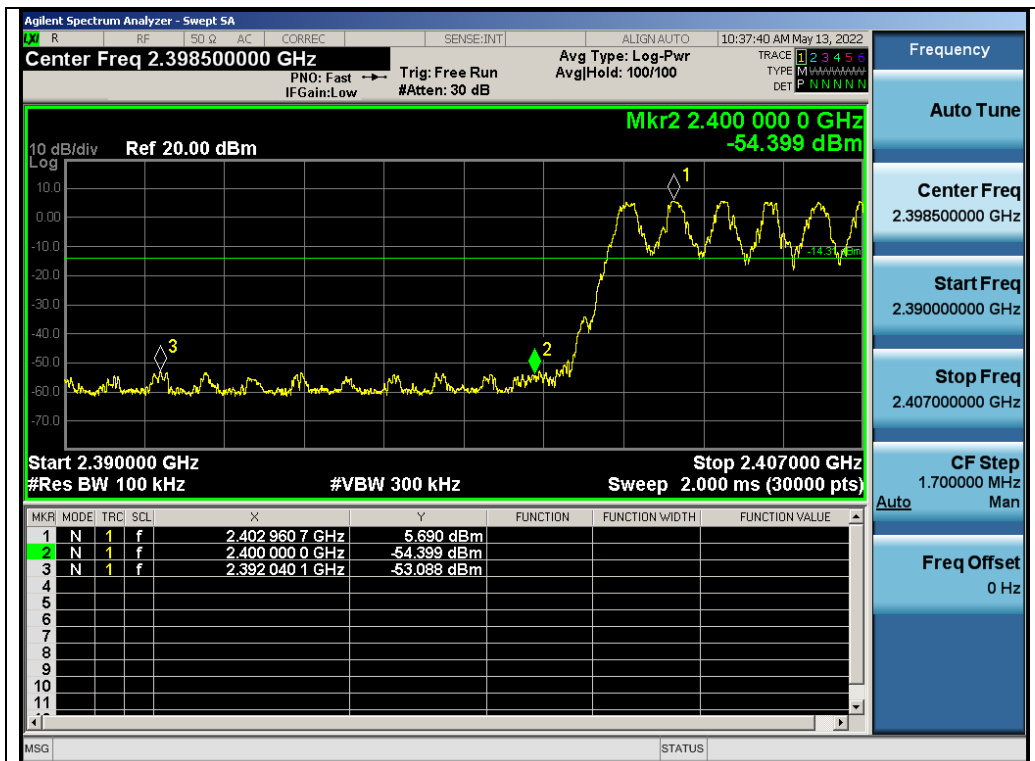 Agilent Spectrum Analyzer - Swept SA
LXI R RF 50 Ω AC CORREC SENSE:INT ALIGN AUTO 10:37:40 AM May 13, 2022
Center Freq 2.398500000 GHz
PNO: Fast
IFGain:Low
Trig: Free Run
#Atten: 30 dB
Avg Type: Log-Pwr
Avg|Hold: 100/100
TRACE 1 2 3 4 5 6
TYPE M
DET P N N N N N
Mkr2 2.400 000 0 GHz
-54.399 dBm
10 dB/div Ref 20.00 dBm
Log
10.0
0.00
-10.0
-20.0
-30.0
-40.0
-50.0
-60.0
-70.0
1
2
3
-14.31 dBm
Start 2.390000 GHz Stop 2.407000 GHz
#Res BW 100 kHz #VBW 300 kHz Sweep 2.000 ms (30000 pts)
MKR MODE TRC SCL X Y FUNCTION FUNCTION WIDTH FUNCTION VALUE
1 N 1 f 2.402 960 7 GHz 5.690 dBm
2 N 1 f 2.400 000 0 GHz -54.399 dBm
3 N 1 f 2.392 040 1 GHz -53.088 dBm
4
5
6
7
8
9
10
11
MSG STATUS
Frequency
Auto Tune
Center Freq
2.398500000 GHz
Start Freq
2.390000000 GHz
Stop Freq
2.407000000 GHz
CF Step
1.700000 MHz
Auto Man
Freq Offset
0 Hz